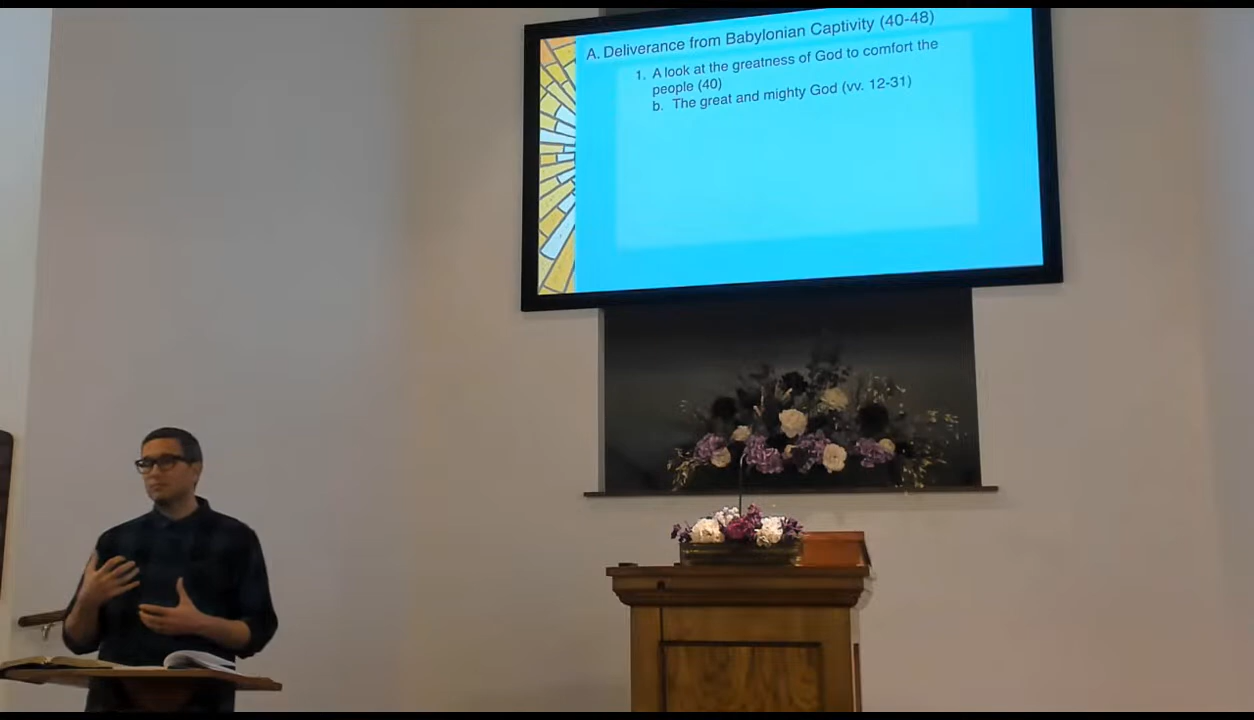 A. Deliverance from Babylonian Captivity (40-48)
1. A look at the greatness of God to comfort the
people (40)
b. The great and mighty God (vv. 12-31)